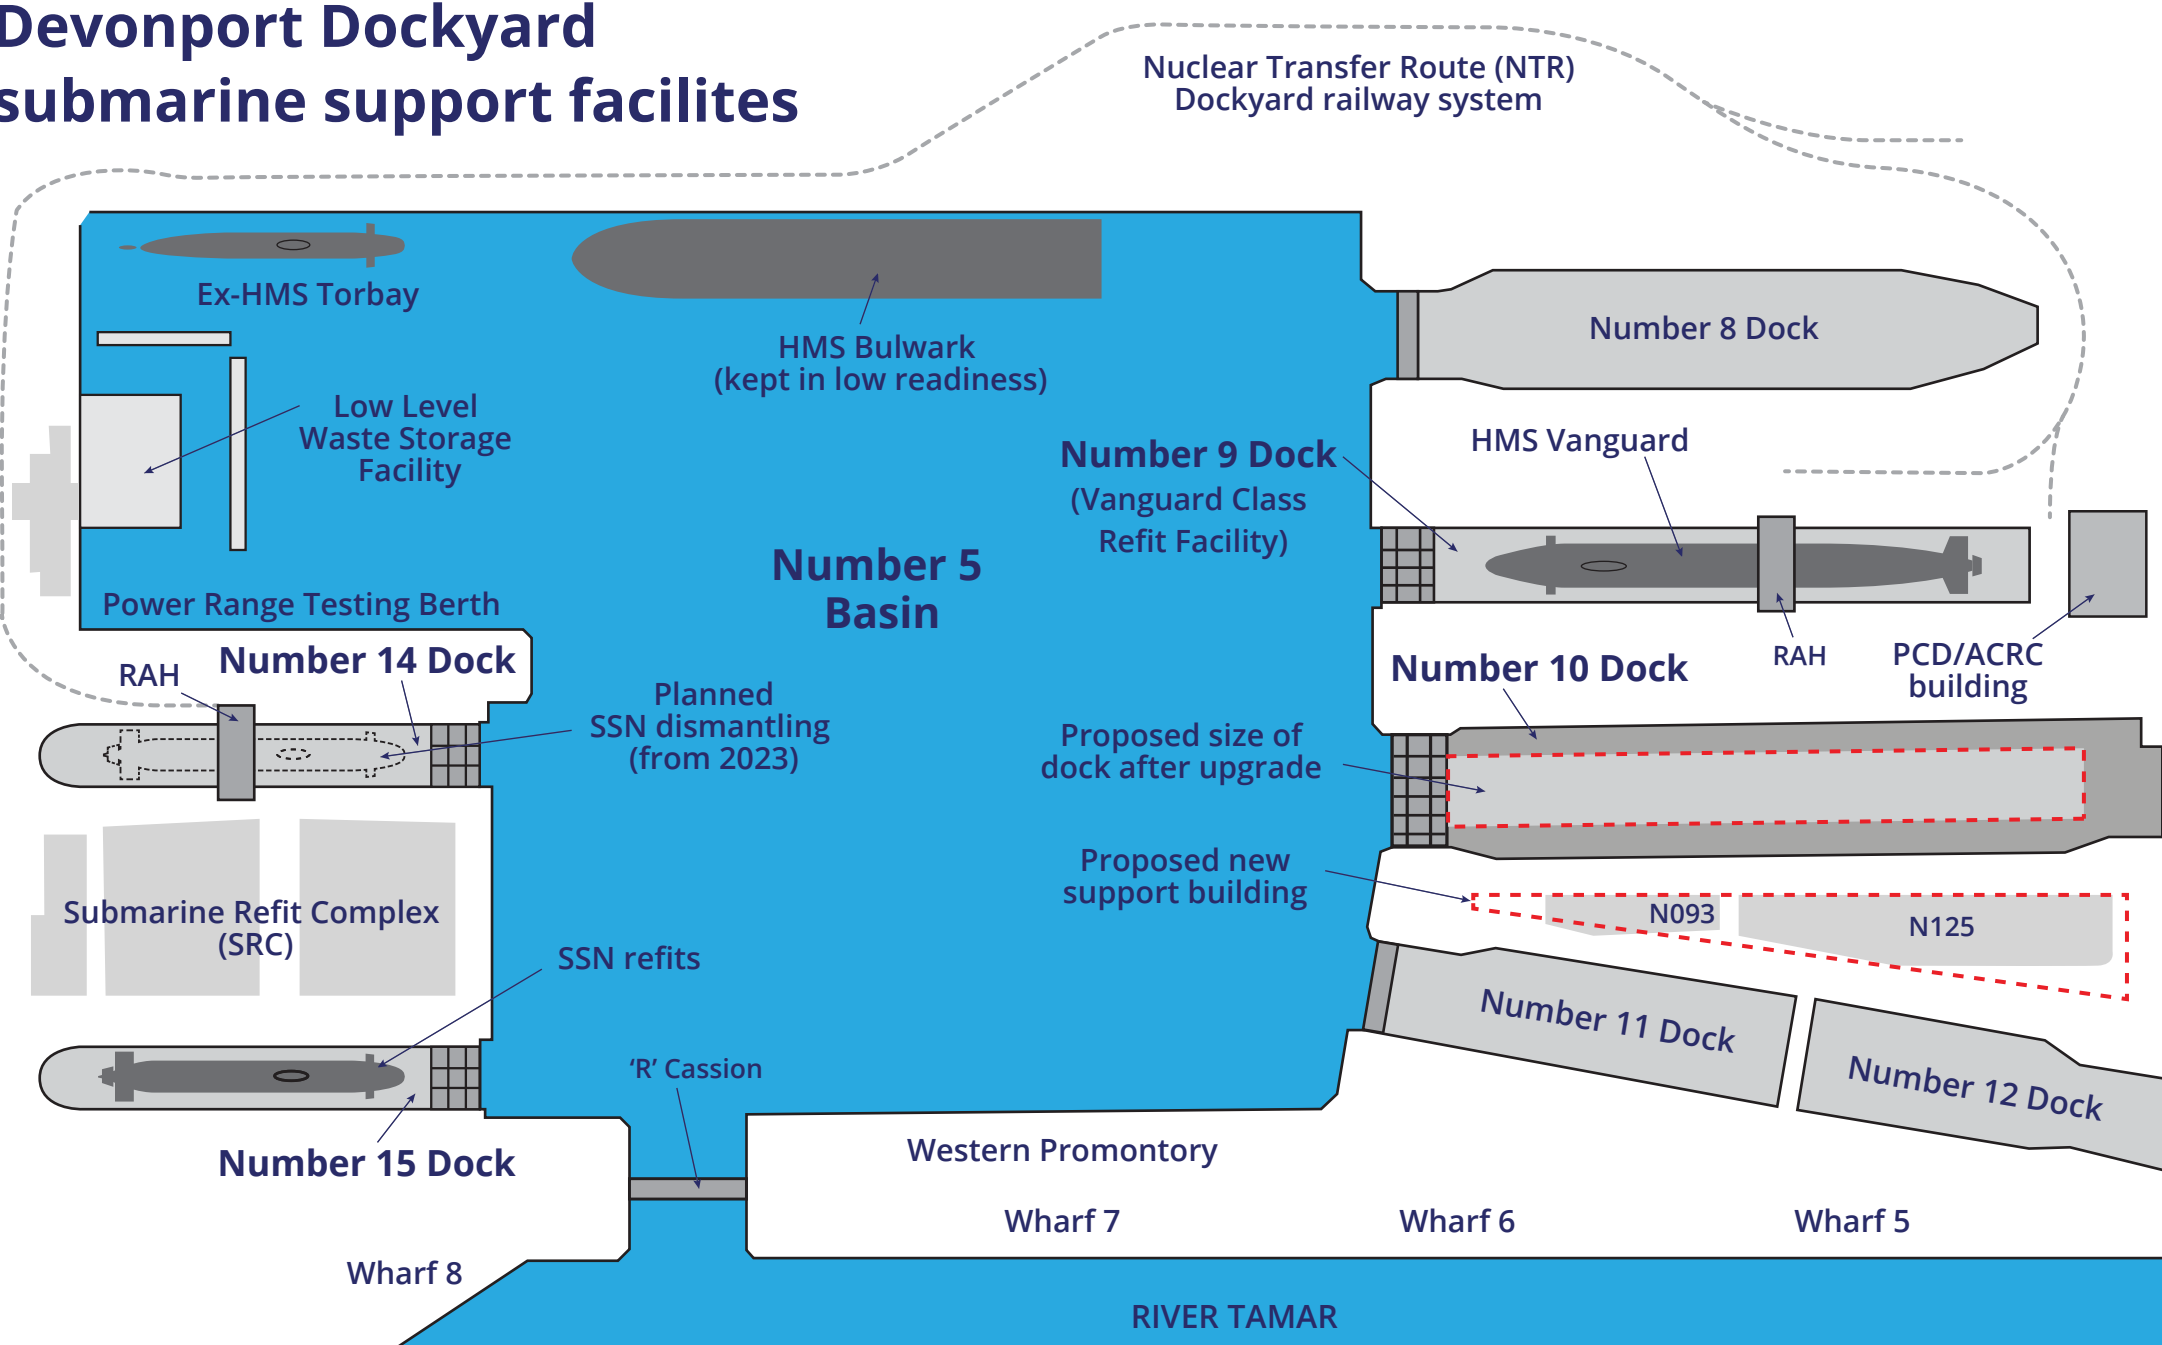 Devonport Dockyard
submarine support facilites
Nuclear Transfer Route (NTR)
Dockyard railway system
Ex-HMS Torbay
HMS Bulwark
(kept in low readiness)
Number 8 Dock
Low Level
Waste Storage
Facility
Number 9 Dock
(Vanguard Class
Refit Facility)
HMS Vanguard
Number 5
Basin
Power Range Testing Berth
RAH
Number 14 Dock
Planned
SSN dismantling
(from 2023)
RAH
PCD/ACRC
building
Number 10 Dock
Proposed size of
dock after upgrade
Proposed new
support building
N093
N125
Submarine Refit Complex
(SRC)
SSN refits
Number 11 Dock
Number 12 Dock
‘R’ Cassion
Number 15 Dock
Western Promontory
Wharf 7
Wharf 6
Wharf 5
Wharf 8
RIVER TAMAR